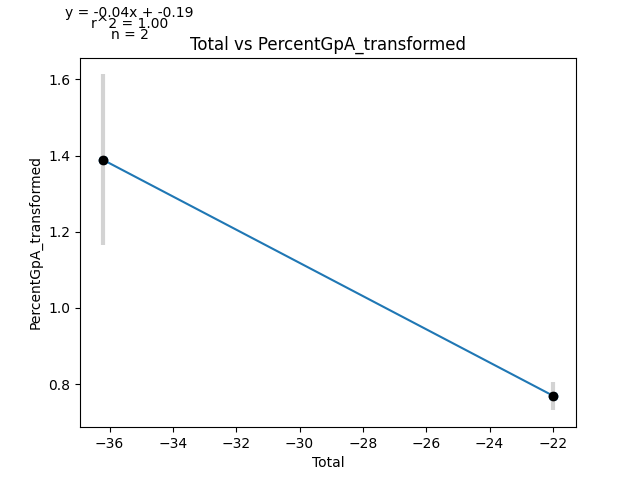 y = -0.04x + -0.19
r^2 = 1.00
n = 2
Total vs PercentGpA_transformed
PercentGpA_transformed
1.6
1.4
1.2
1.0
0.8
−36 −34 −32 −30 −28 −26 −24 −22
Total